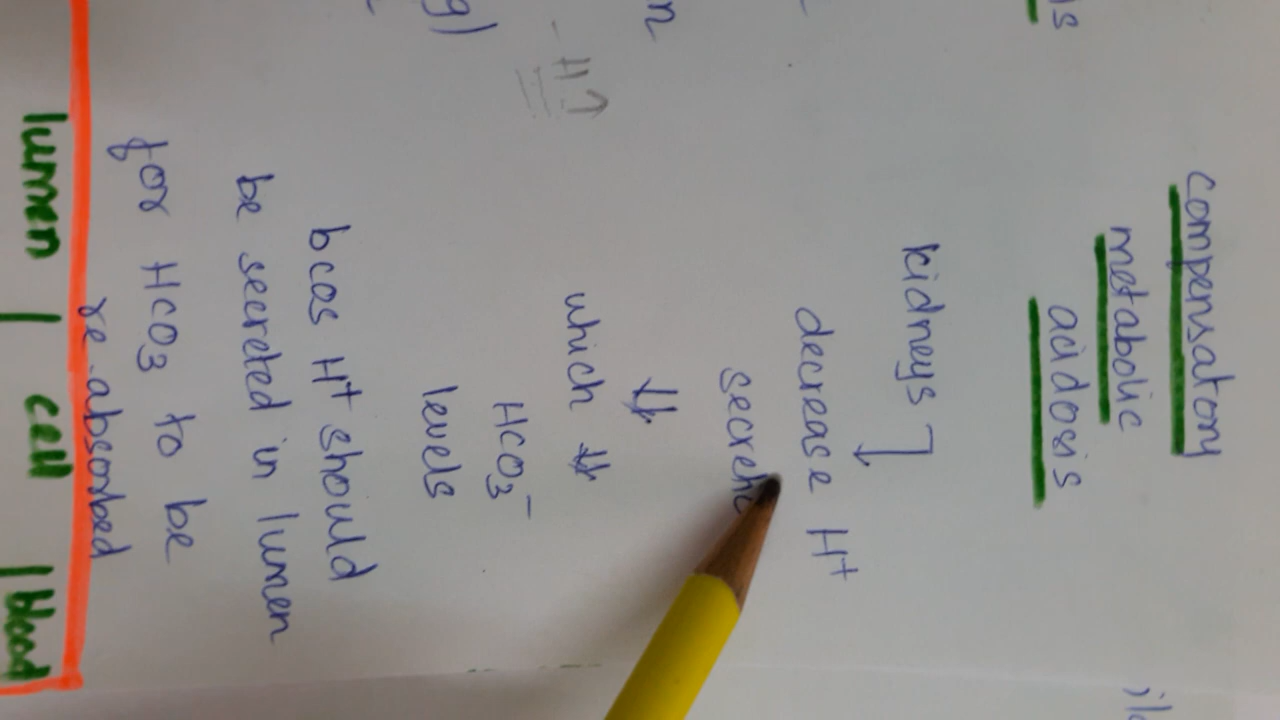 compensatory
metabolic
acidosis
kidneys
decrease H+
↓↓
which ↓↓
HCO3-
levels
bcos H+ should
be secreted in lumen
for HCO3 to be
re-absorbed
lumen | cell | blood